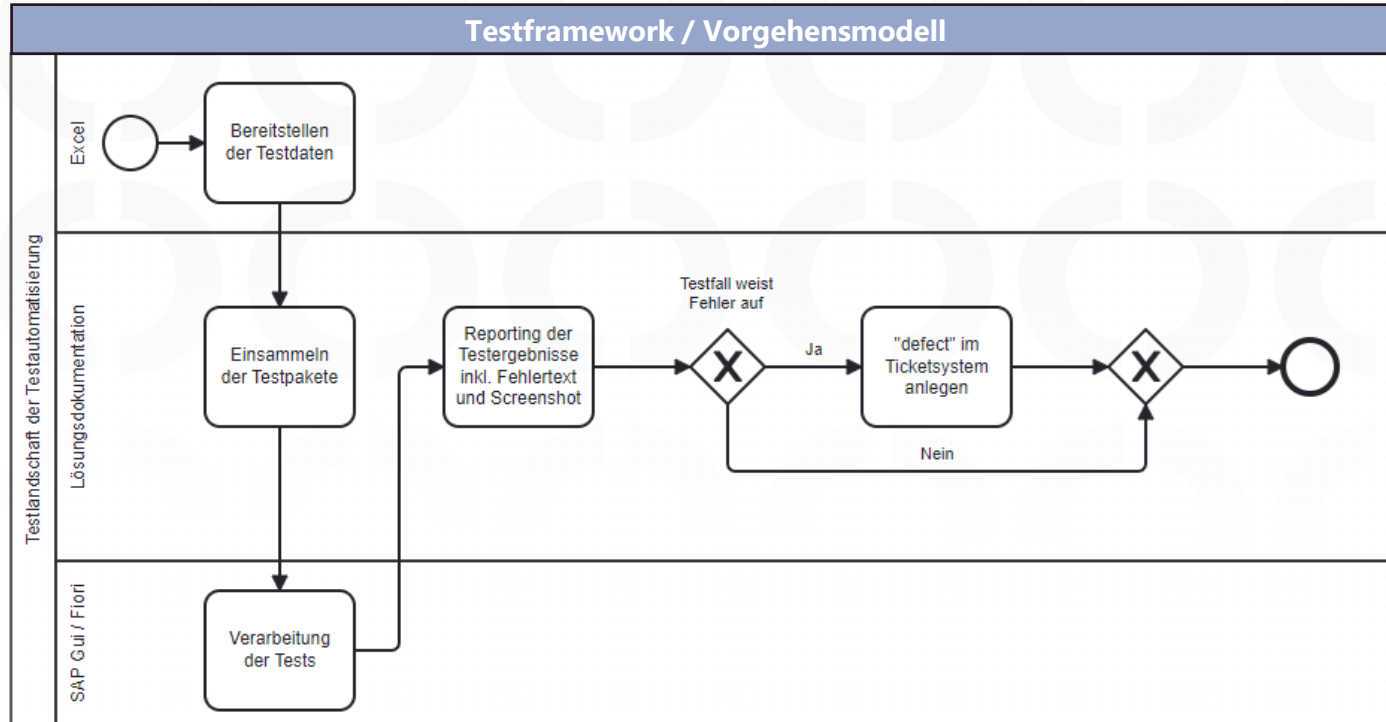 Testframework / Vorgehensmodell
Testlandschaft der Testautomatisierung
Excel
Bereitstellen
der Testdaten
Lösungsdokumentation
Einsammeln
der Testpakete
Reporting der
Testergebnisse
inkl. Fehlertext
und Screenshot
Testfall weist
Fehler auf
X
Ja
"defect" im
Ticketsystem
anlegen
X
Nein
SAP Gui / Fiori
Verarbeitung
der Tests